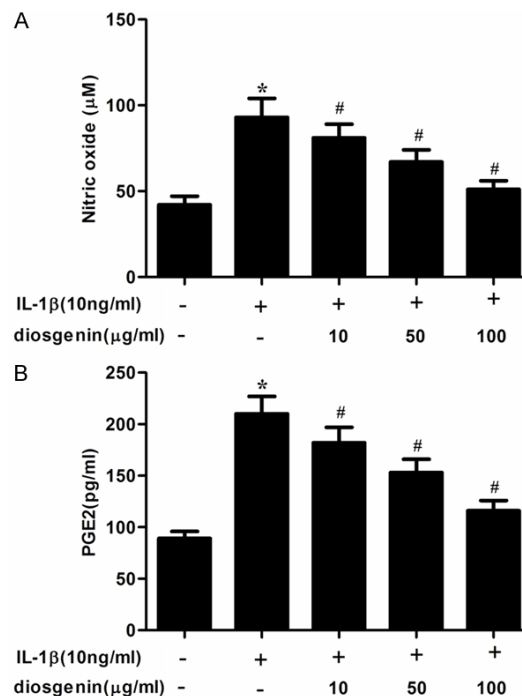 A
Nitric oxide (μM)
150
100
50
0
*
#
#
#
IL-1β(10ng/ml) - + + + +
diosgenin(μg/ml) - - 10 50 100
B
PGE2(pg/ml)
250
200
150
100
50
0
*
#
#
#
IL-1β(10ng/ml) - + + + +
diosgenin(μg/ml) - - 10 50 100